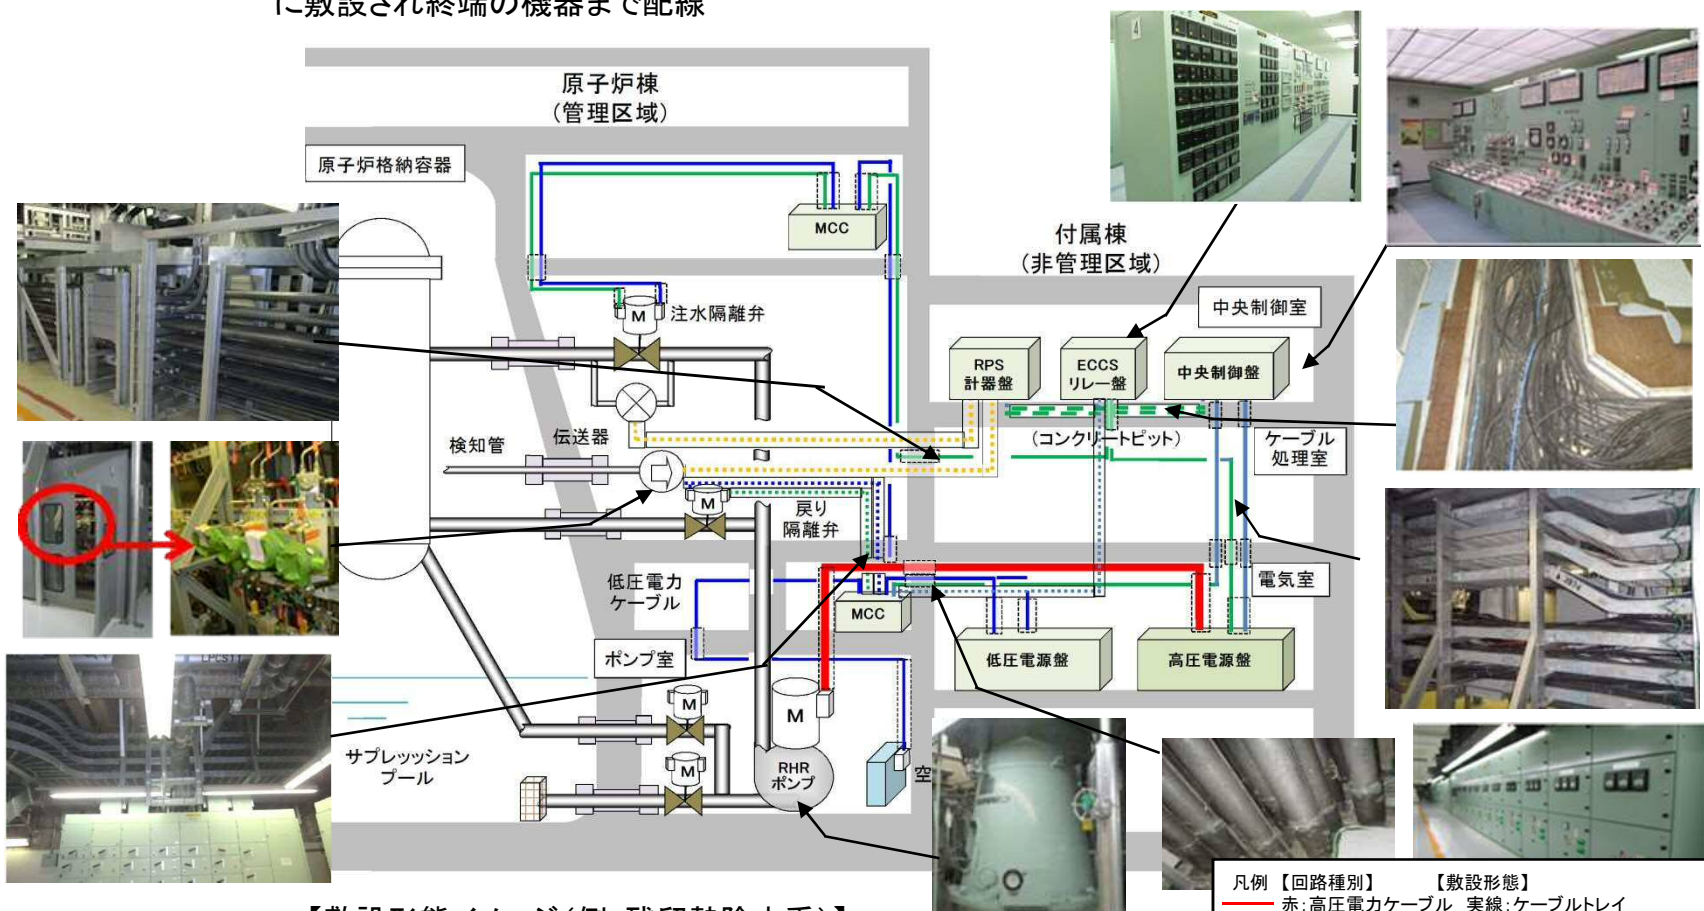 に敷設され終端の機器まで配線
原子炉棟
（管理区域）
原子炉格納容器
MCC
付属棟
（非管理区域）
中央制御室
M
注水隔離弁
RPS
計器盤
ECCS
リレー盤
中央制御盤
検知管
伝送器
（コンクリートピット）
ケーブル
処理室
M
戻り
隔離弁
低圧電力
ケーブル
MCC
電気室
ポンプ室
低圧電源盤
高圧電源盤
M
M
M
サプレッション
プール
RHR
ポンプ
空
凡例 【回路種別】 【敷設形態】
赤：高圧電力ケーブル 実線：ケーブルトレイ